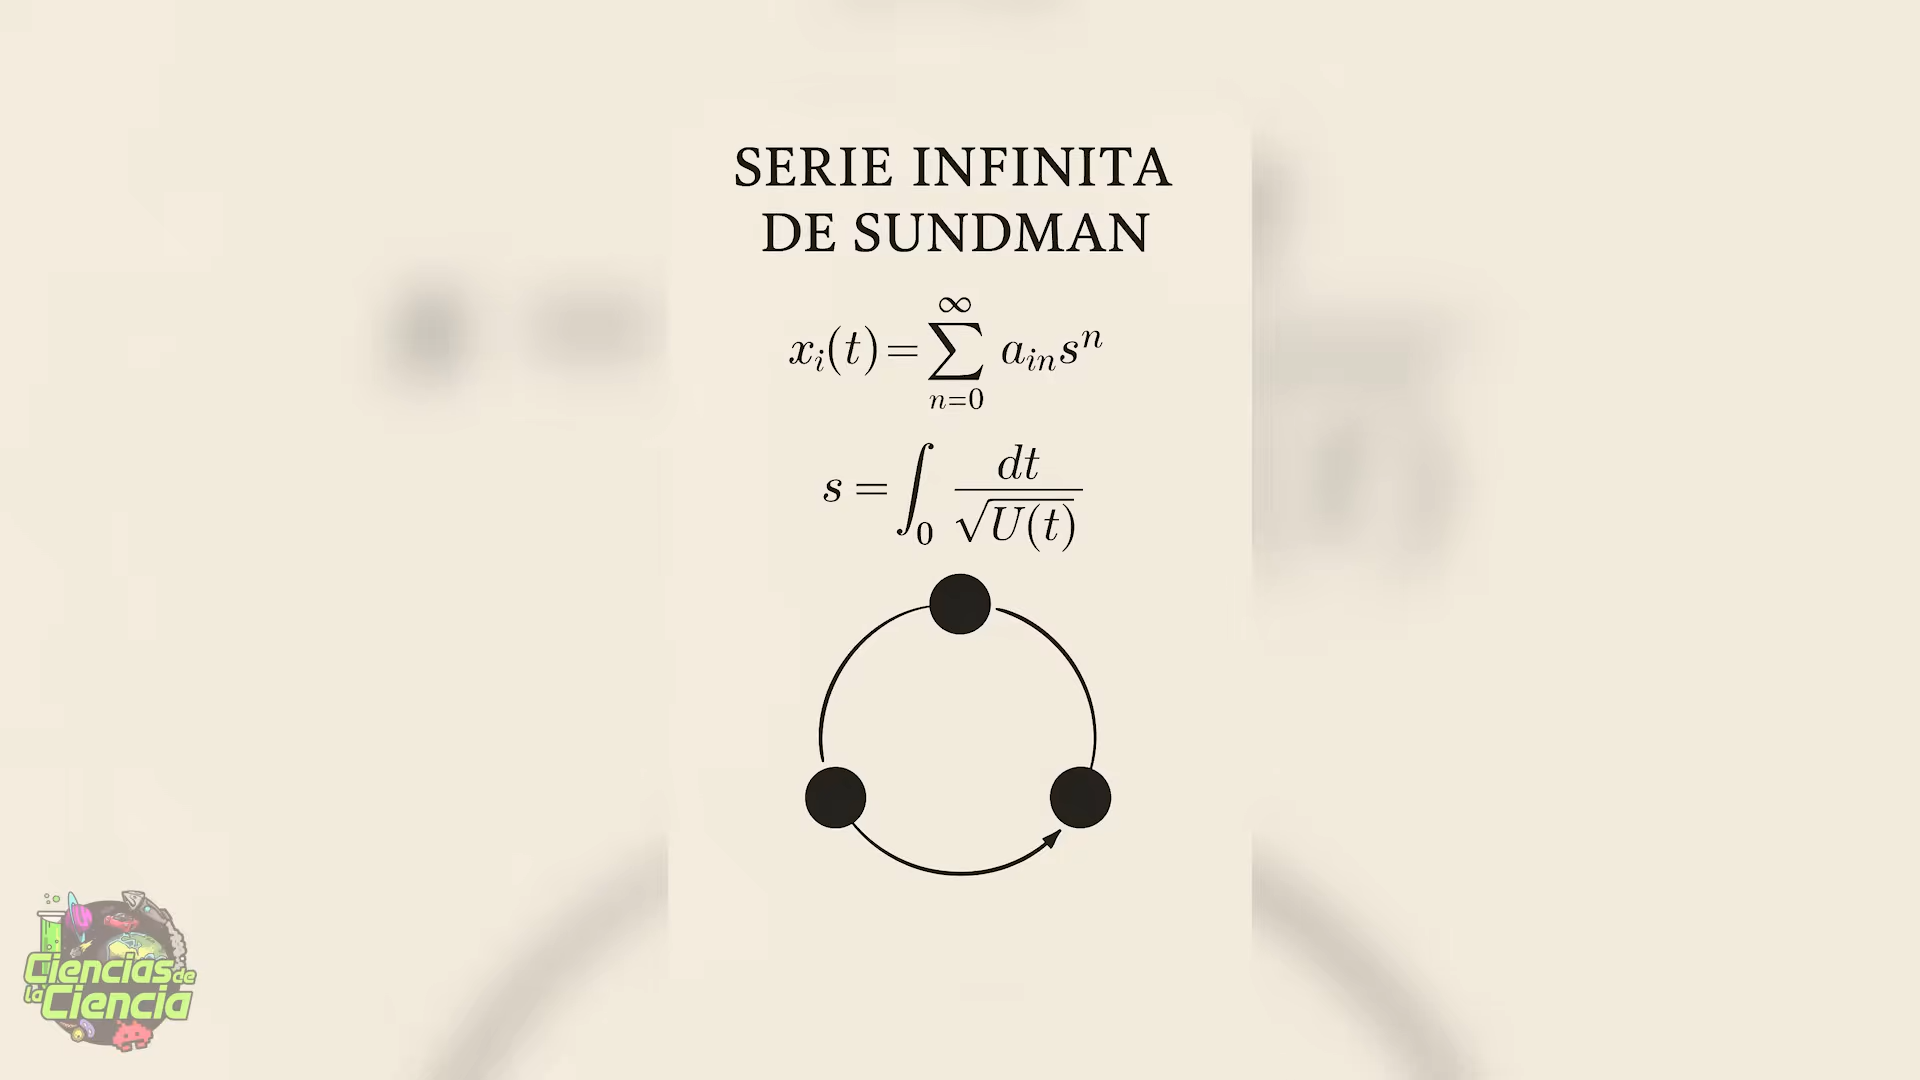 SERIE INFINITA
DE SUNDMAN
x_i(t) = ∑_{n=0}^{∞} a_{in} s^n
s = ∫_0 dt / √U(t)
Ciencias de
la Ciencia